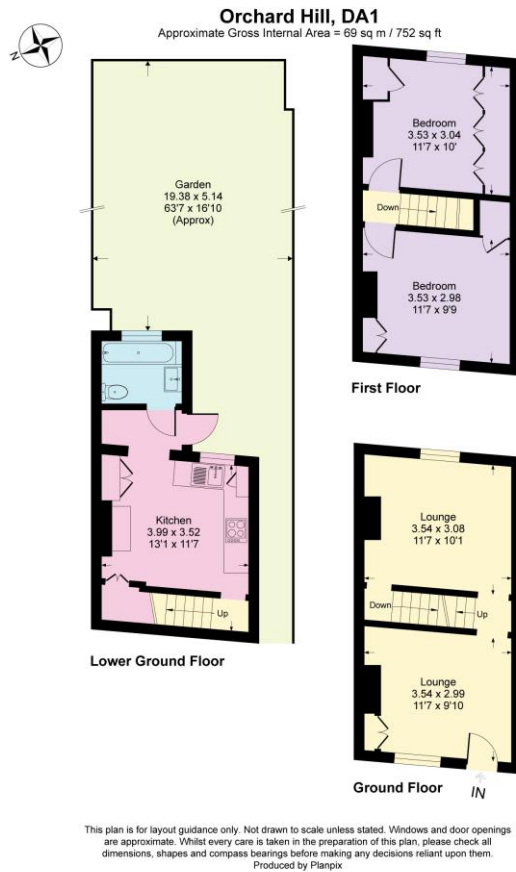 Orchard Hill, DA1
Approximate Gross Internal Area = 69 sq m / 752 sq ft
N
Garden
19.38 x 5.14
63'7 x 16'10
(Approx)
Kitchen
3.99 x 3.52
13'1 x 11'7
Up
Lower Ground Floor
Bedroom
3.53 x 3.04
11'7 x 10'
Down
Bedroom
3.53 x 2.98
11'7 x 9'9
First Floor
Lounge
3.54 x 3.08
11'7 x 10'1
Down
Up
Lounge
3.54 x 2.99
11'7 x 9'10
Ground Floor
IN
This plan is for layout guidance only. Not drawn to scale unless stated. Windows and door openings
are approximate. Whilst every care is taken in the preparation of this plan, please check all
dimensions, shapes and compass bearings before making any decisions reliant upon them.
Produced by Planpix